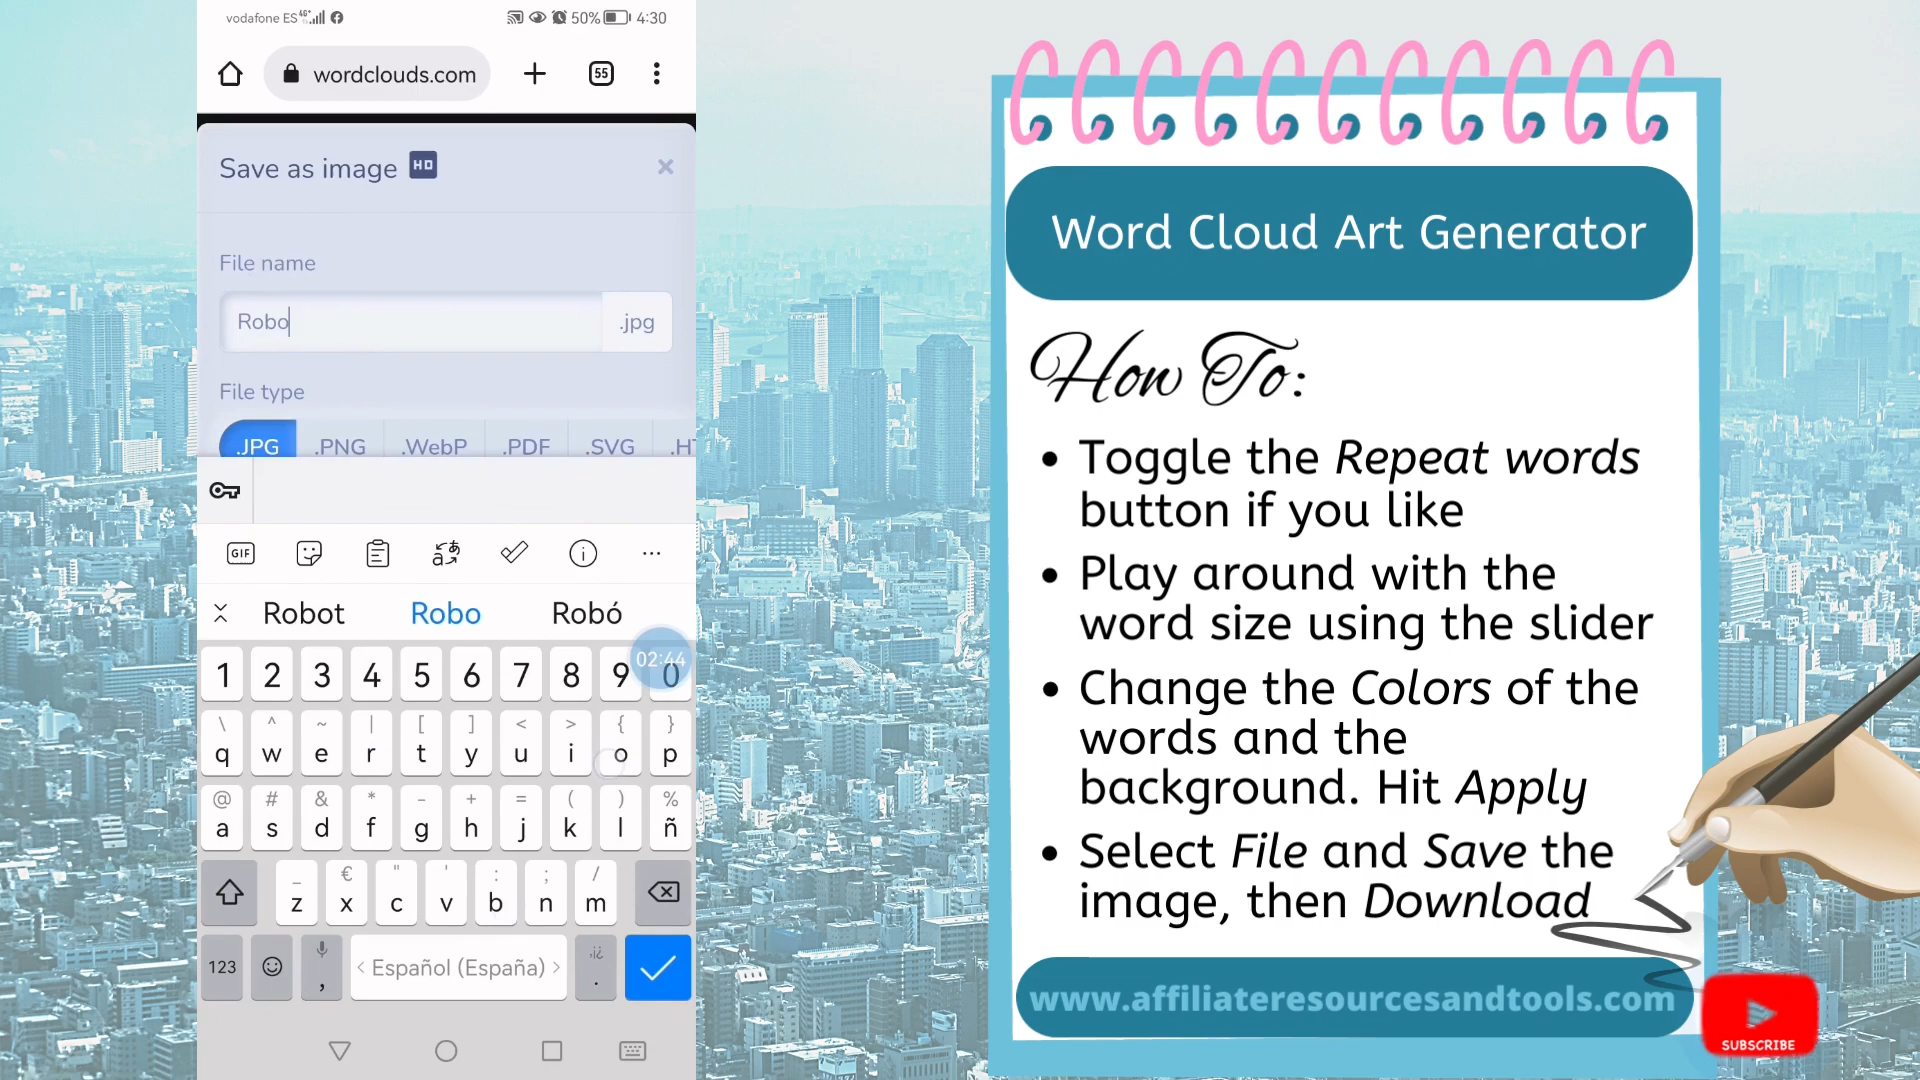 vodafone ES 4G+ 50% 4:30
wordclouds.com 55
Save as image HD ×
File name
Robo .jpg
File type
.JPG .PNG .WebP .PDF .SVG
GIF
Robot Robo Robó
02:44
1 2 3 4 5 6 7 8 9 0
\ ^ ~ | [ ] < > { }
q w e r t y u i o p
@ # & * - + = ( ) %
a s d f g h j k l ñ
_ € " ' : ; /
z x c v b n m
123 , < Español (España) > .
Word Cloud Art Generator
How To:
• Toggle the Repeat words
button if you like
• Play around with the
word size using the slider
• Change the Colors of the
words and the
background. Hit Apply
• Select File and Save the
image, then Download
www.affiliateresourcesandtools.com
SUBSCRIBE